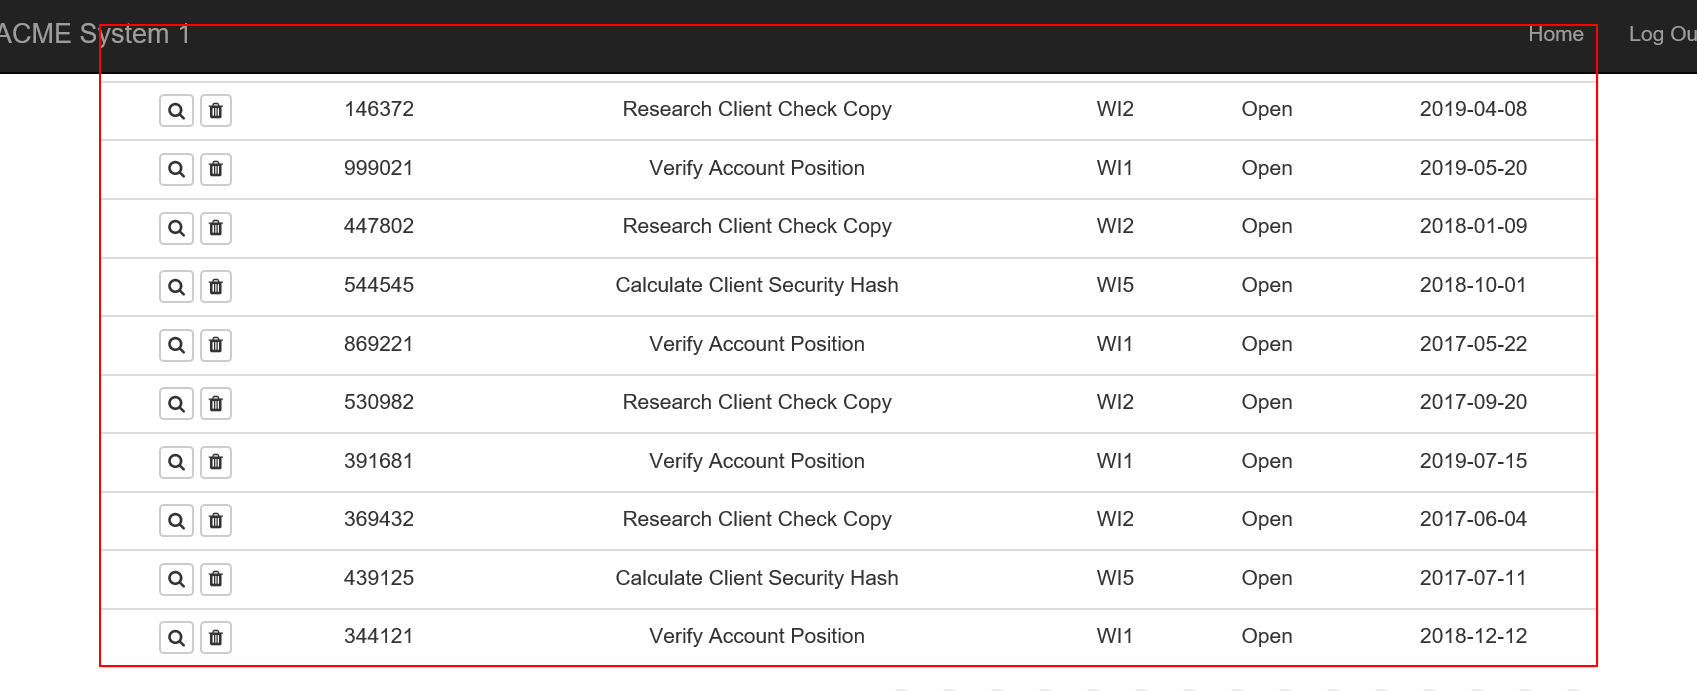 ACME System 1 Home Log Ou
146372 Research Client Check Copy WI2 Open 2019-04-08
999021 Verify Account Position WI1 Open 2019-05-20
447802 Research Client Check Copy WI2 Open 2018-01-09
544545 Calculate Client Security Hash WI5 Open 2018-10-01
869221 Verify Account Position WI1 Open 2017-05-22
530982 Research Client Check Copy WI2 Open 2017-09-20
391681 Verify Account Position WI1 Open 2019-07-15
369432 Research Client Check Copy WI2 Open 2017-06-04
439125 Calculate Client Security Hash WI5 Open 2017-07-11
344121 Verify Account Position WI1 Open 2018-12-12